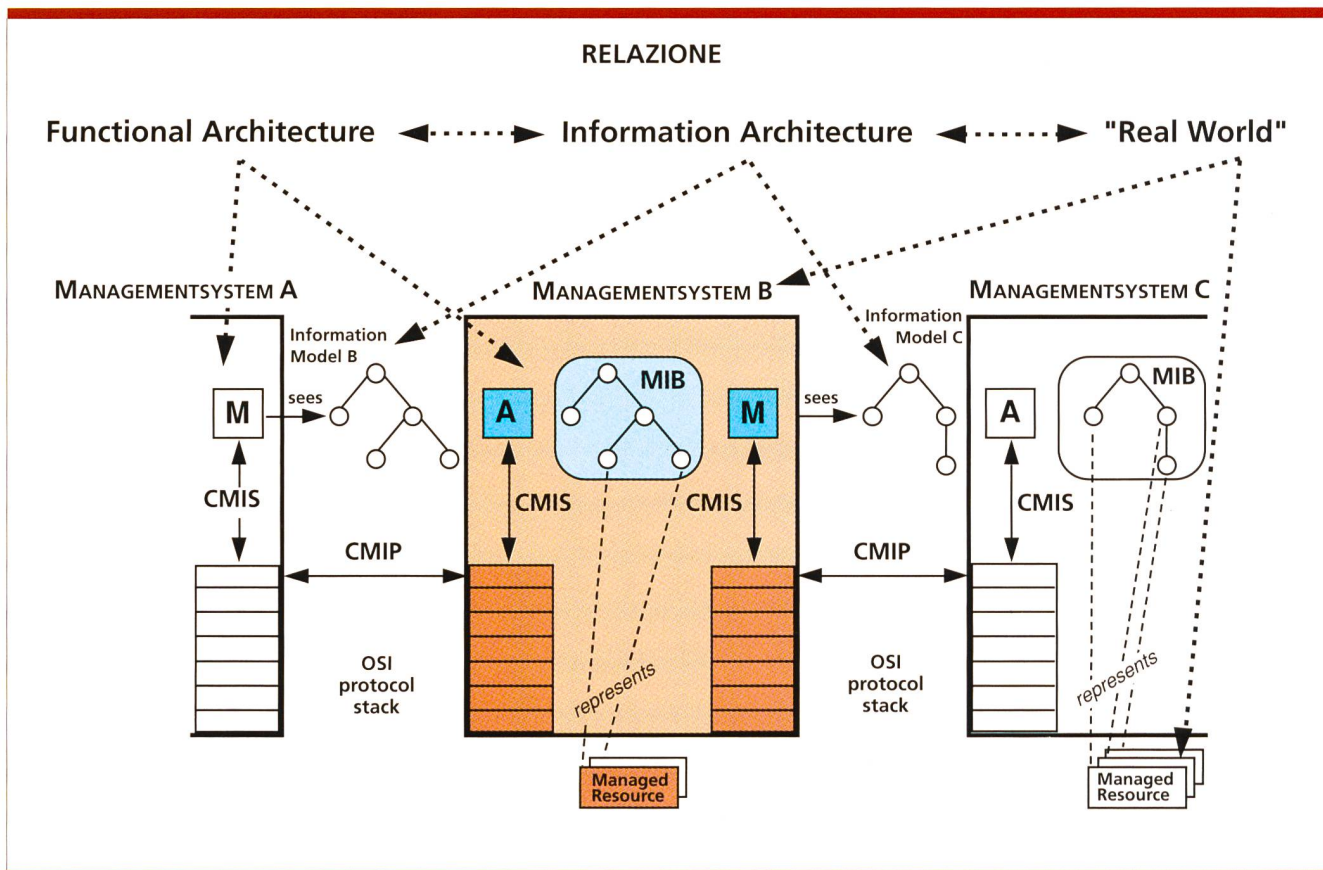 RELAZIONE
Functional Architecture
Information Architecture
"Real World"
MANAGEMENTSYSTEM A
MANAGEMENTSYSTEM B
MANAGEMENTSYSTEM C
Information
Model B
Information
Model C
M
sees
A
MIB
M
sees
A
MIB
CMIS
CMIS
CMIS
CMIS
CMIP
CMIP
OSI
protocol
stack
represents
OSI
protocol
stack
represents
Managed
Resource
Managed
Resource